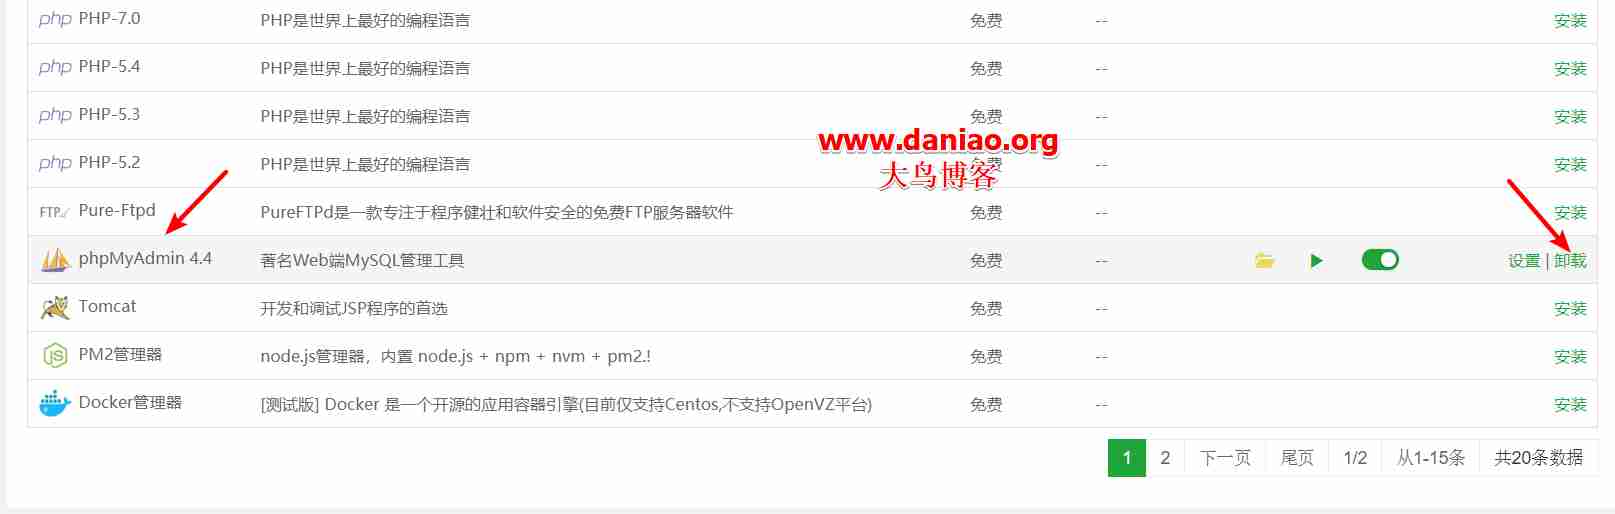 php PHP-7.0 PHP是世界上最好的编程语言 免费 -- 安装
php PHP-5.4 PHP是世界上最好的编程语言 免费 -- 安装
php PHP-5.3 PHP是世界上最好的编程语言 免费 -- 安装
www.daniao.org
php PHP-5.2 PHP是世界上最好的编程语言 免费 -- 安装
大鸟博客
FTP Pure-Ftpd PureFTPd是一款专注于程序健壮和软件安全的免费FTP服务器软件 免费 -- 安装
phpMyAdmin 4.4 著名Web端MySQL管理工具 免费 -- 设置 | 卸载
Tomcat 开发和调试JSP程序的首选 免费 -- 安装
JS PM2管理器 node.js管理器，内置 node.js + npm + nvm + pm2.! 免费 -- 安装
Docker管理器 [测试版] Docker 是一个开源的应用容器引擎(目前仅支持Centos,不支持OpenVZ平台) 免费 -- 安装
1 2 下一页 尾页 1/2 从1-15条 共20条数据